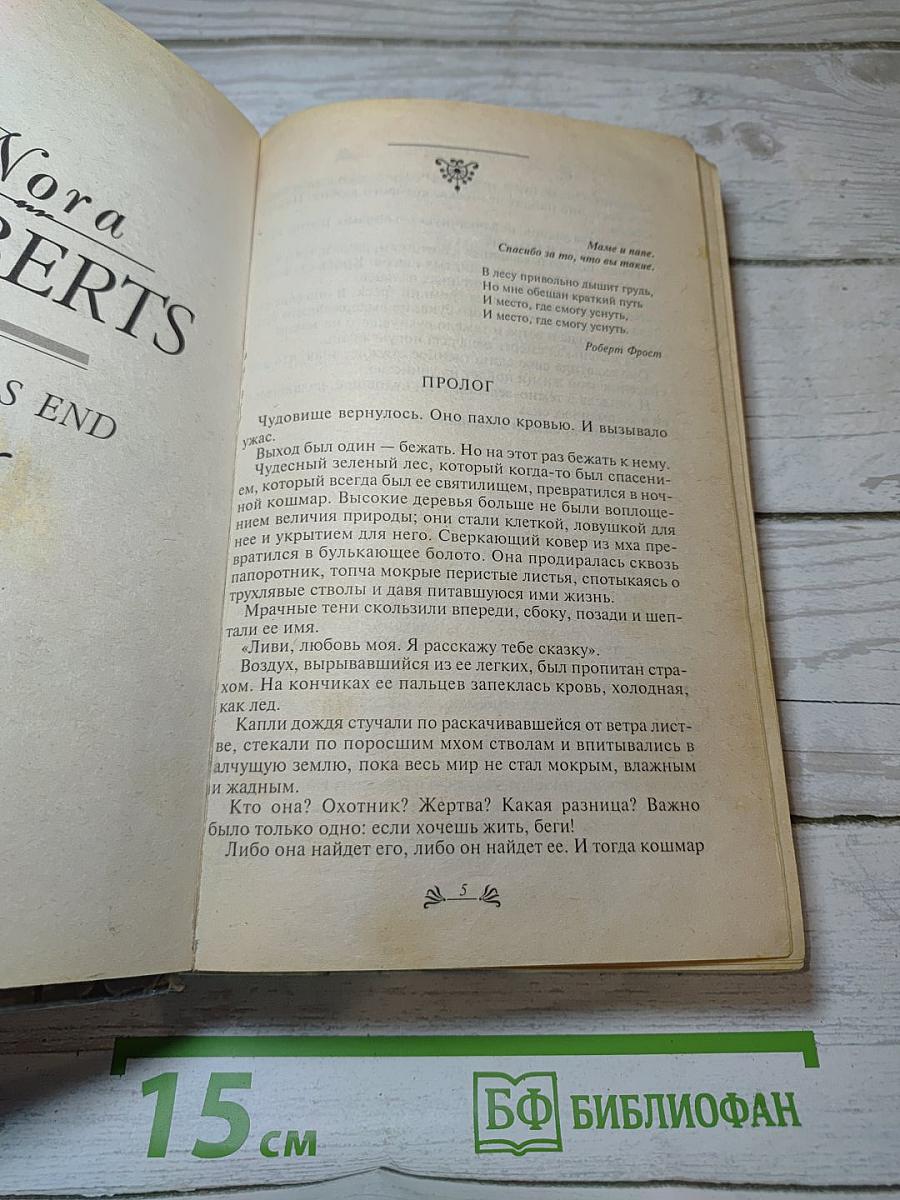 Nora
BERTS
S END
Маме и папе.
Спасибо за то, что вы такие.
В лесу привольно дышит грудь,
Но мне обещан краткий путь
И место, где смогу уснуть,
И место, где смогу уснуть.
Роберт Фрост
ПРОЛОГ
Чудовище вернулось. Оно пахло кровью. И вызывало
ужас.
Выход был один — бежать. Но на этот раз бежать к нему.
Чудесный зеленый лес, который когда-то был спасени-
ем, который всегда был ее святилищем, превратился в ноч-
ной кошмар. Высокие деревья больше не были воплоще-
нием величия природы; они стали клеткой, ловушкой для
нее и укрытием для него. Сверкающий ковер из мха пре-
вратился в булькающее болото. Она продиралась сквозь
папоротник, топча мокрые перистые листья, спотыкаясь о
трухлявые стволы и давя питавшуюся ими жизнь.
Мрачные тени скользили впереди, сбоку, позади и шеп-
тали ее имя.
«Ливи, любовь моя. Я расскажу тебе сказку».
Воздух, вырывавшийся из ее легких, был пропитан стра-
хом. На кончиках ее пальцев запеклась кровь, холодная,
как лед.
Капли дождя стучали по раскачивавшейся от ветра лист-
ве, стекали по поросшим мхом стволам и впитывались в
алчущую землю, пока весь мир не стал мокрым, влажным
и жадным.
Кто она? Охотник? Жертва? Какая разница? Важно
было только одно: если хочешь жить, беги!
Либо она найдет его, либо он найдет ее. И тогда кошмар
5
15 см
БФ БИБЛИОФАН